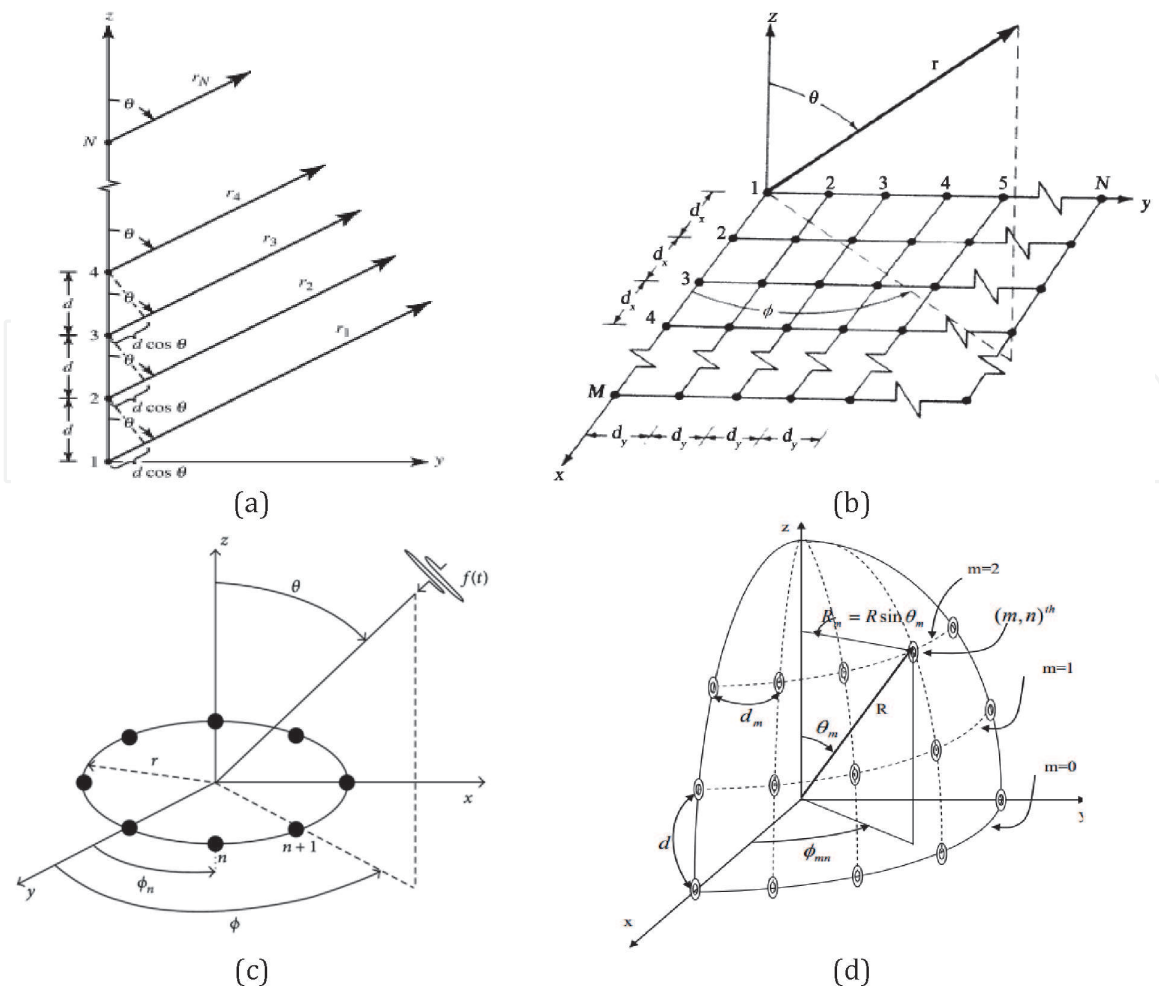 z
r_N
θ
N
r_4
θ
r_3
4
θ
r_2
d
3
r_1
d cos θ
θ
d
2
d cos θ
θ
d
1
d cos θ
y
(a)
z
r
θ
1
2
3
4
5
N
y
d_x
2
d_x
3
d_x
ϕ
4
M
d_y
d_y
d_y
d_y
x
(b)
z
θ
f(t)
r
x
n
n + 1
y
ϕ_n
ϕ
(c)
z
m=2
R_m = R sin θ_m
(m, n)^th
m=1
d_m
R
θ_m
m=0
y
d
ϕ_mn
x
(d)